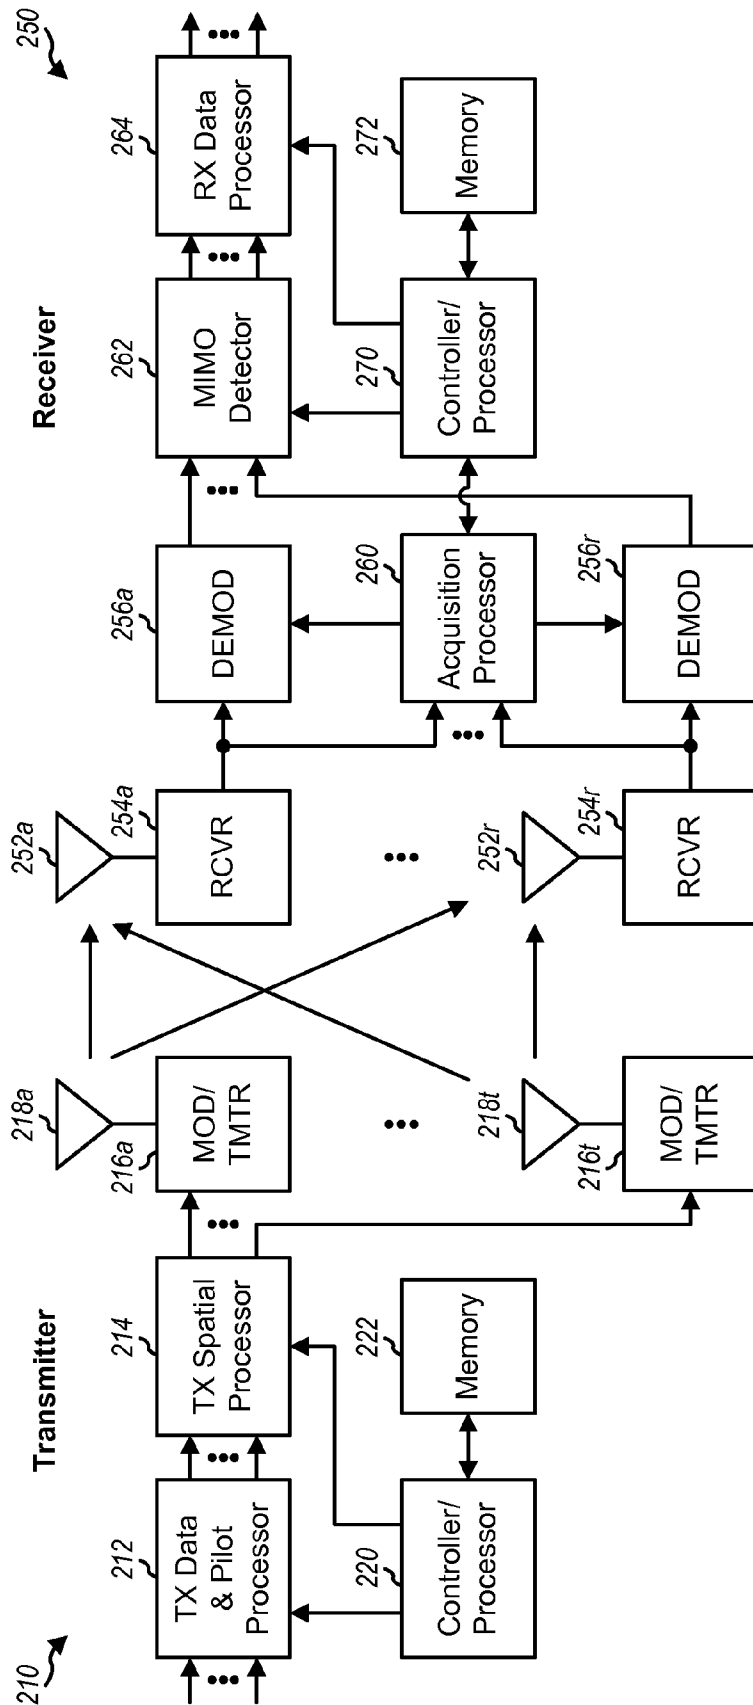 Transmitter
Receiver
210
212
TX Data
& Pilot
Processor
214
TX Spatial
Processor
216a
MOD/
TMTR
218a
252a
254a
RCVR
256a
DEMOD
262
MIMO
Detector
264
RX Data
Processor
250
220
Controller/
Processor
222
Memory
260
Acquisition
Processor
270
Controller/
Processor
272
Memory
216t
MOD/
TMTR
218t
252r
254r
RCVR
256r
DEMOD